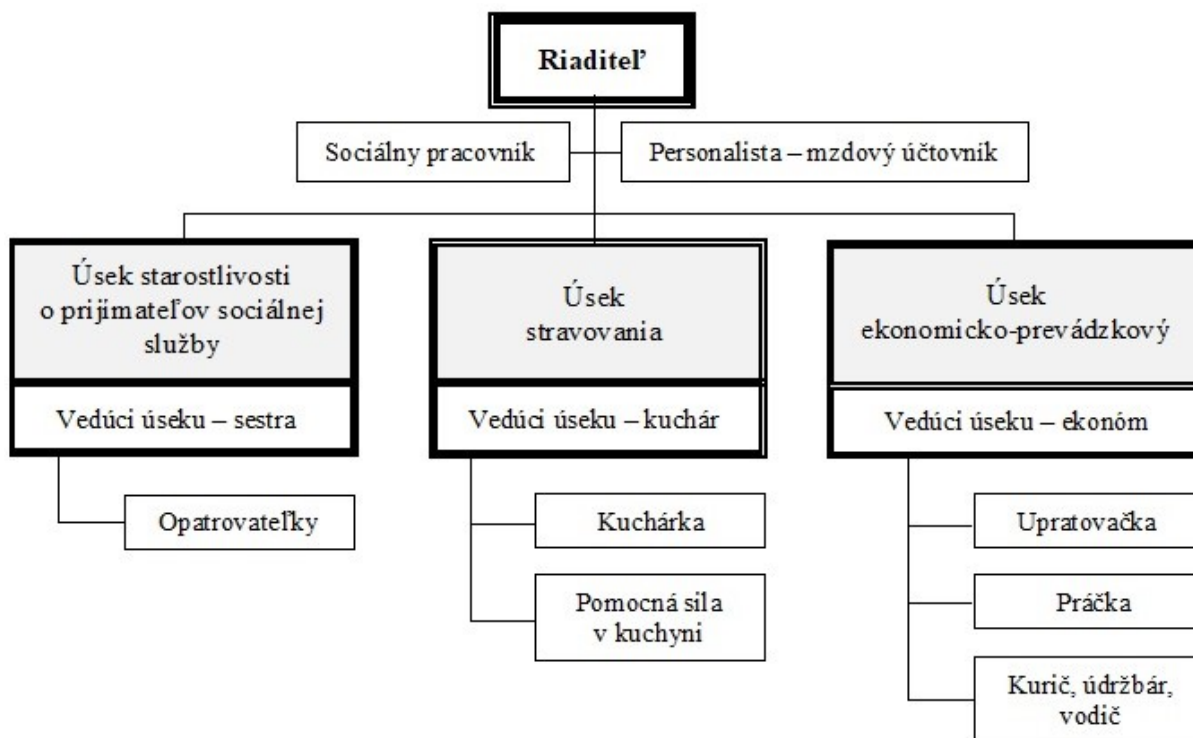 Riaditeľ
Sociálny pracovník
Personalista – mzdový účtovník
Úsek starostlivosti
o prijímateľov sociálnej
služby
Vedúci úseku – sestra
Opatrovateľky
Úsek
stravovania
Vedúci úseku – kuchár
Kuchárka
Pomocná sila
v kuchyni
Úsek
ekonomicko-prevádzkový
Vedúci úseku – ekonóm
Upratovačka
Práčka
Kurič, údržbár,
vodič